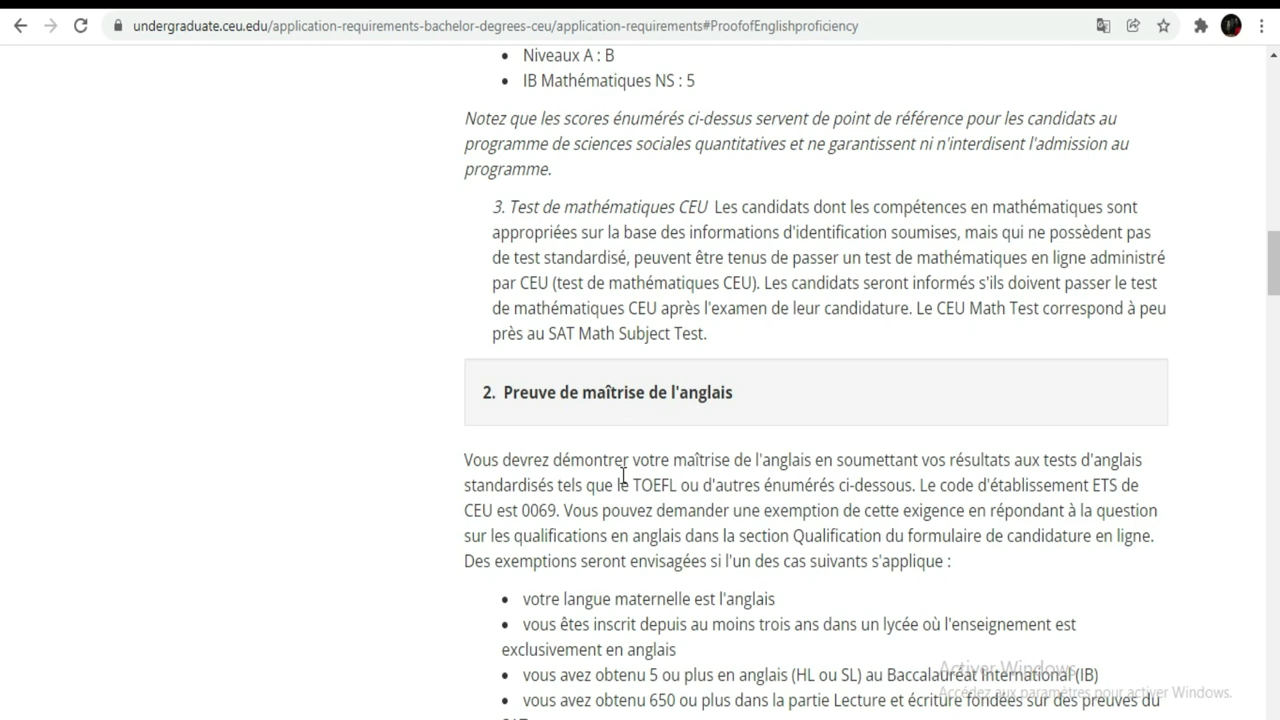 undergraduate.ceu.edu/application-requirements-bachelor-degrees-ceu/application-requirements#ProofofEnglishproficiency
• Niveaux A : B
• IB Mathématiques NS : 5
Notez que les scores énumérés ci-dessus servent de point de référence pour les candidats au
programme de sciences sociales quantitatives et ne garantissent ni n'interdisent l'admission au
programme.
3. Test de mathématiques CEU Les candidats dont les compétences en mathématiques sont
appropriées sur la base des informations d'identification soumises, mais qui ne possèdent pas
de test standardisé, peuvent être tenus de passer un test de mathématiques en ligne administré
par CEU (test de mathématiques CEU). Les candidats seront informés s'ils doivent passer le test
de mathématiques CEU après l'examen de leur candidature. Le CEU Math Test correspond à peu
près au SAT Math Subject Test.
2. Preuve de maîtrise de l'anglais
Vous devrez démontrer votre maîtrise de l'anglais en soumettant vos résultats aux tests d'anglais
standardisés tels que le TOEFL ou d'autres énumérés ci-dessous. Le code d'établissement ETS de
CEU est 0069. Vous pouvez demander une exemption de cette exigence en répondant à la question
sur les qualifications en anglais dans la section Qualification du formulaire de candidature en ligne.
Des exemptions seront envisagées si l'un des cas suivants s'applique :
• votre langue maternelle est l'anglais
• vous êtes inscrit depuis au moins trois ans dans un lycée où l'enseignement est
exclusivement en anglais
• vous avez obtenu 5 ou plus en anglais (HL ou SL) au Baccalauréat International (IB)
• vous avez obtenu 650 ou plus dans la partie Lecture et écriture fondées sur des preuves du
Activer Windows
Accédez aux paramètres pour activer Windows.